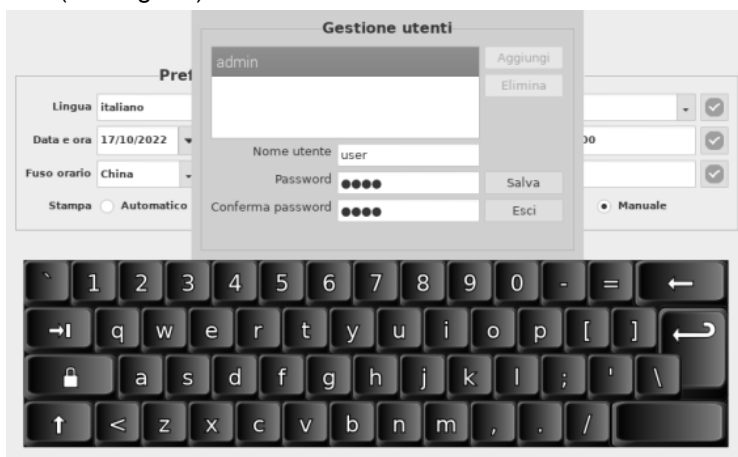 Gestione utenti
admin
Aggiungi
Elimina
Pref
Lingua italiano
Data e ora 17/10/2022
00
Nome utente user
Fuso orario China
Password ●●●● Salva
Stampa Automatico
Conferma password ●●●● Esci
Manuale
` 1 2 3 4 5 6 7 8 9 0 - =
q w e r t y u i o p [ ]
a s d f g h j k l ; ' \
< z x c v b n m , . /